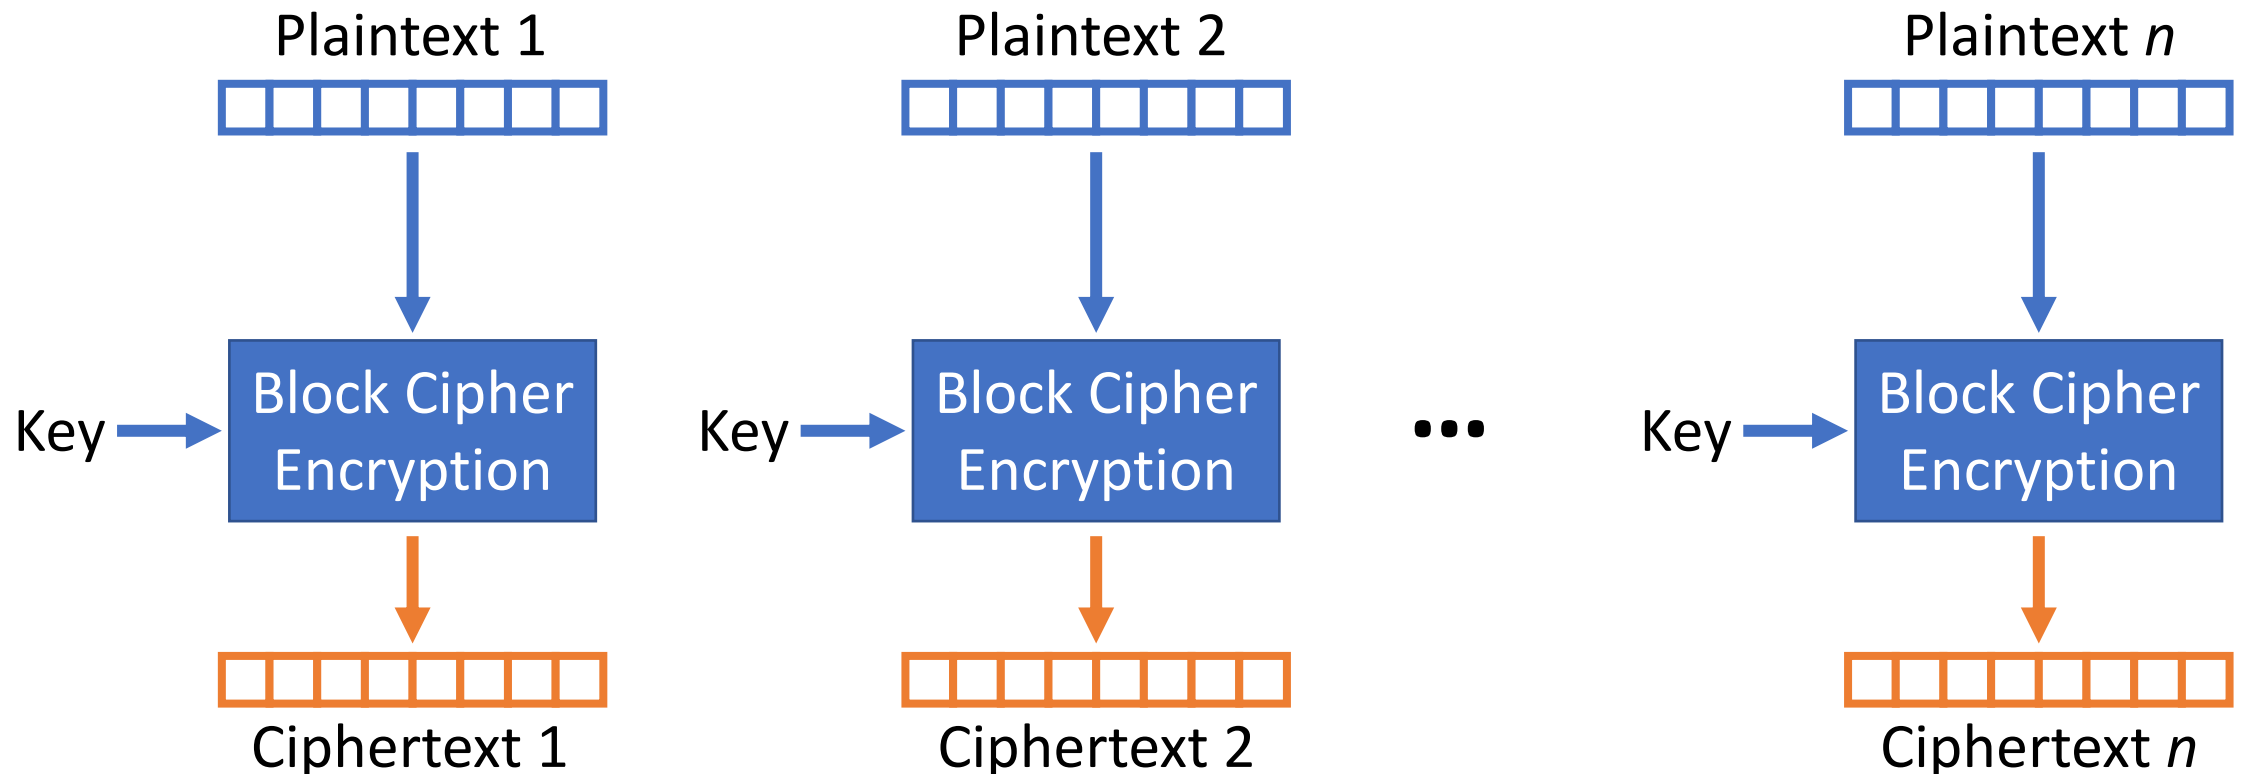 Plaintext 1
Plaintext 2
Plaintext n
Key
Block Cipher
Encryption
Key
Block Cipher
Encryption
...
Key
Block Cipher
Encryption
Ciphertext 1
Ciphertext 2
Ciphertext n